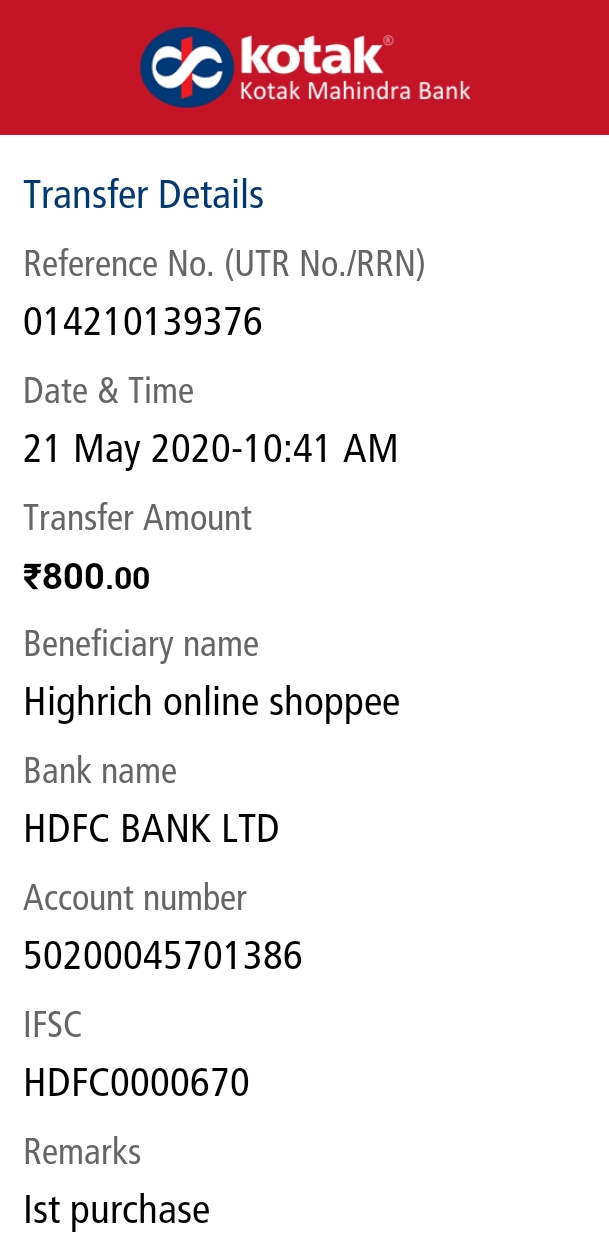 kotak®
Kotak Mahindra Bank
Transfer Details
Reference No. (UTR No./RRN)
014210139376
Date & Time
21 May 2020-10:41 AM
Transfer Amount
₹800.00
Beneficiary name
Highrich online shoppee
Bank name
HDFC BANK LTD
Account number
50200045701386
IFSC
HDFC0000670
Remarks
Ist purchase